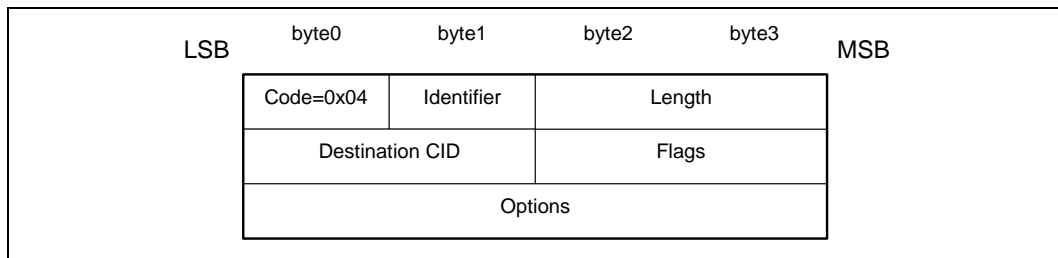 byte0 byte1 byte2 byte3
LSB MSB
Code=0x04 Identifier Length
Destination CID Flags
Options